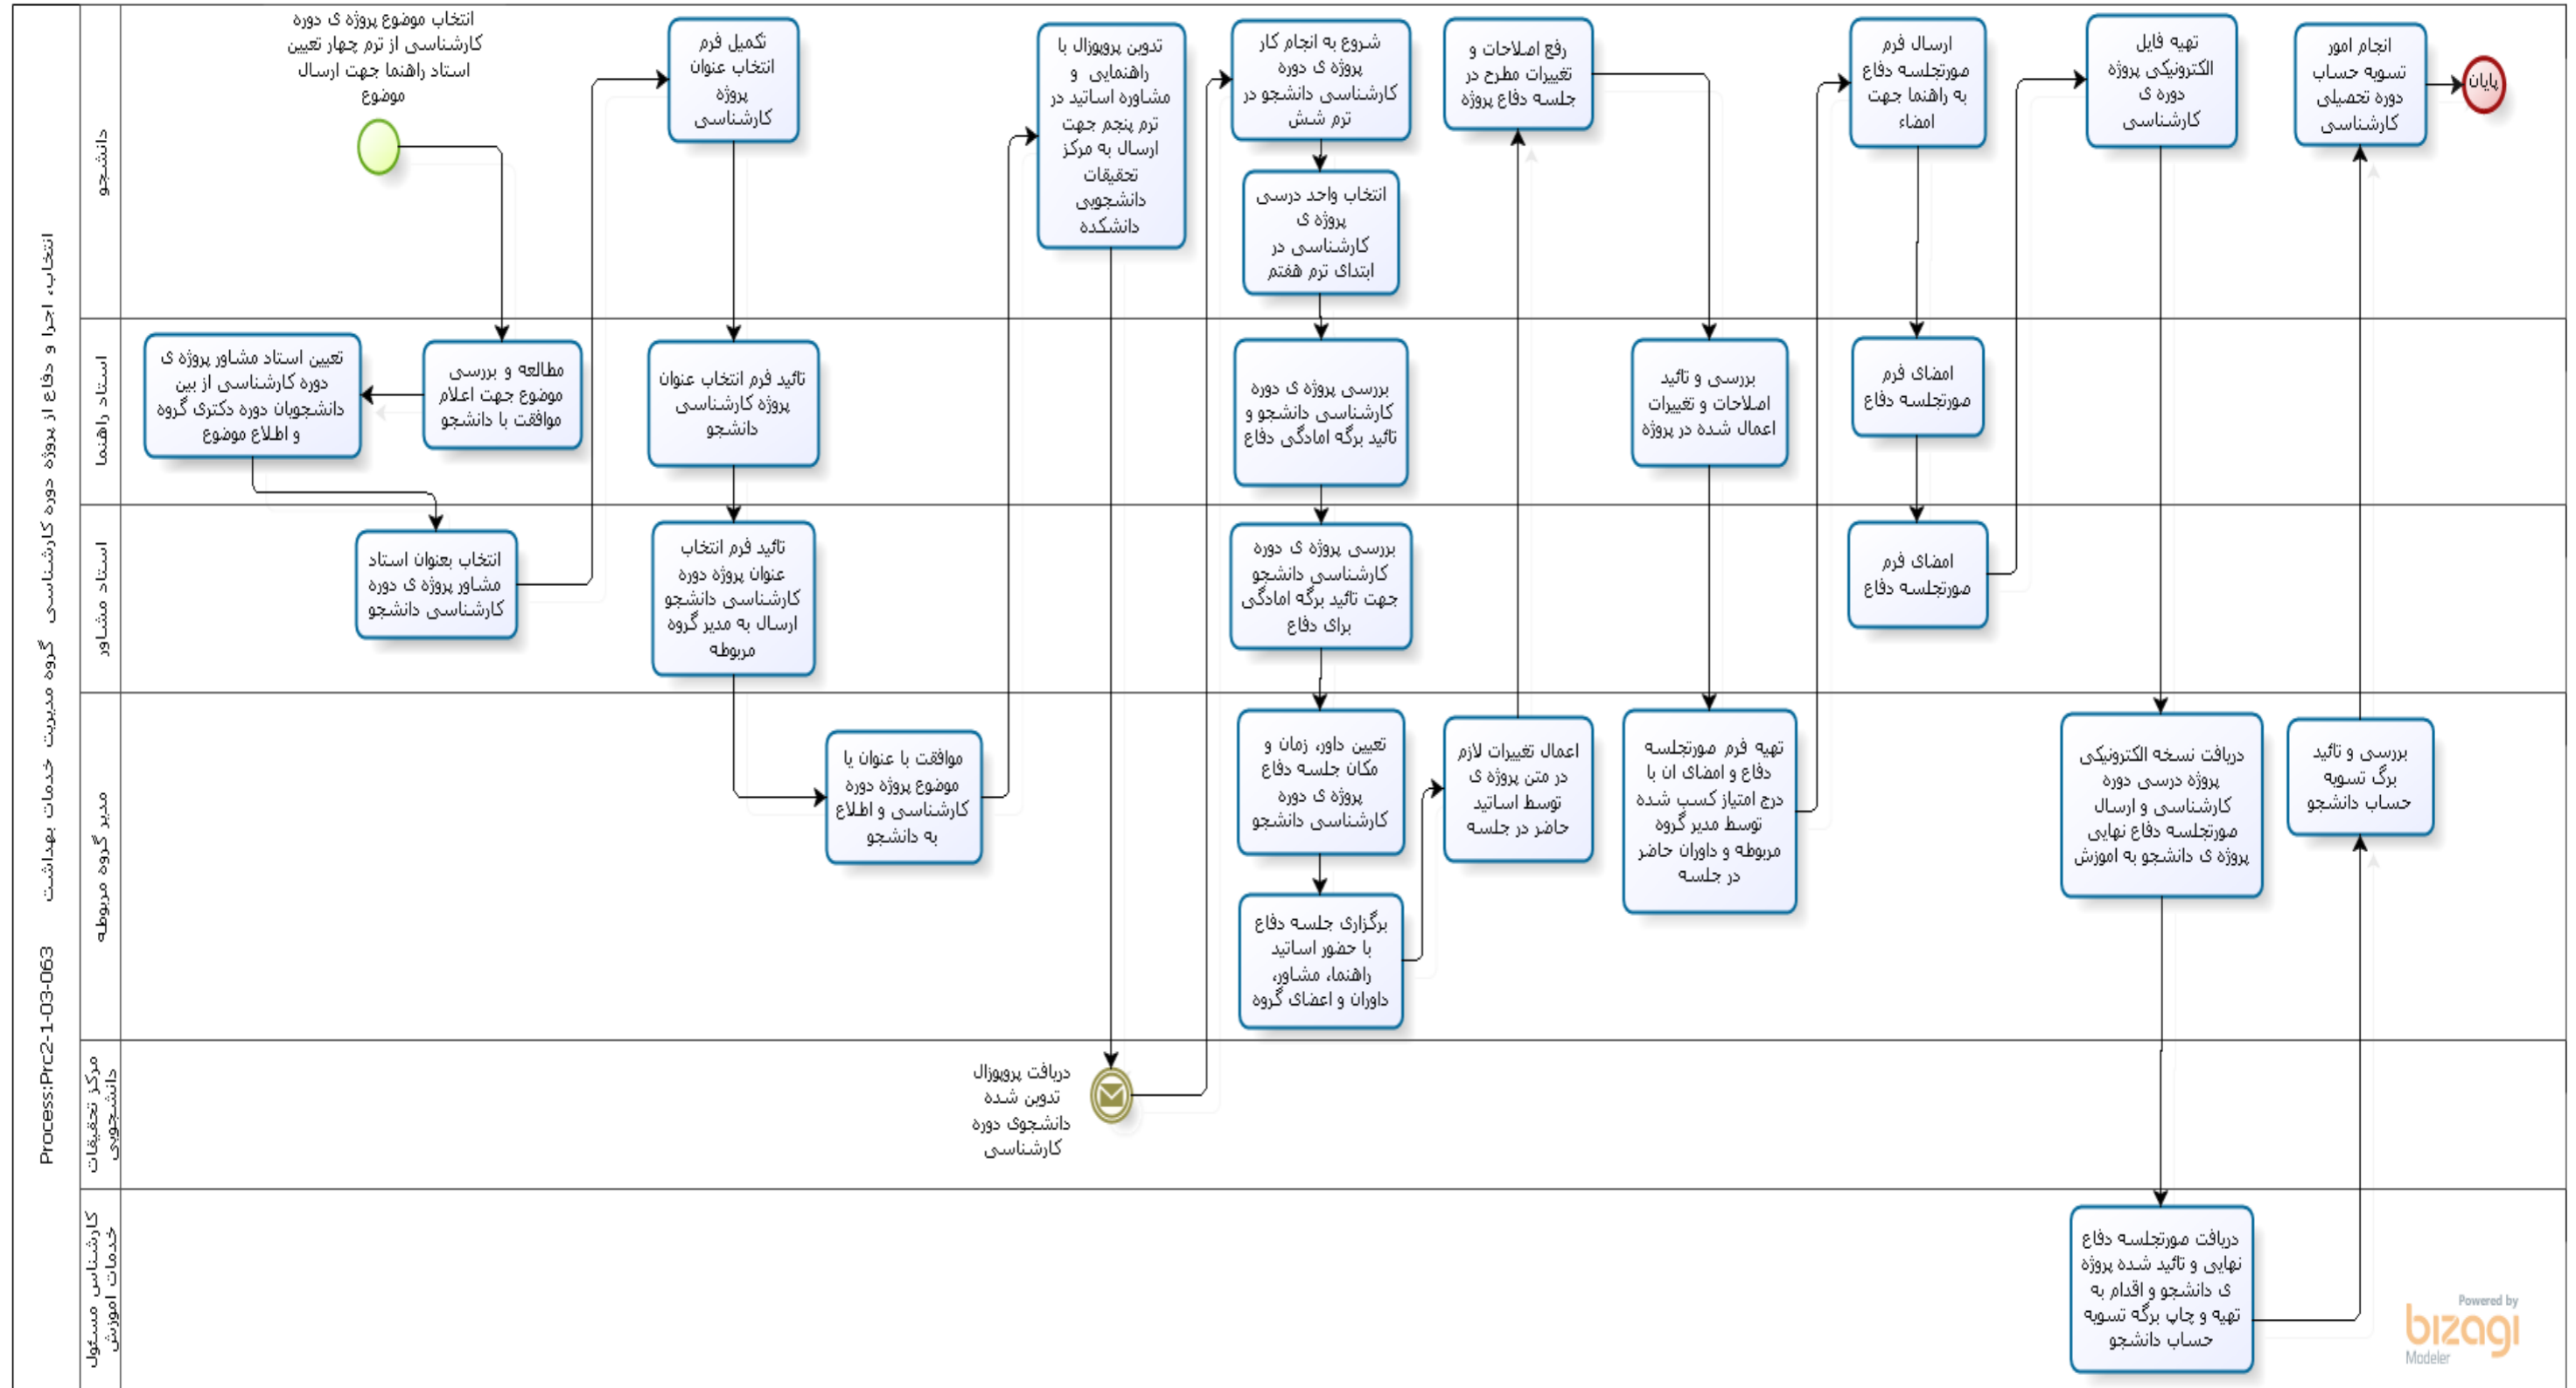 انتخاب، اجرا و دفاع از پروژه دوره کارشناسی گروه مدیریت خدمات بهداشت
Process:Prc2-1-03-063
دانشجو
انتخاب موضوع پروژه ی دوره
کارشناسی از ترم چهار تعیین
استاد راهنما جهت ارسال
موضوع
تکمیل فرم
انتخاب عنوان
پروژه
کارشناسی
تدوین پروپوزال با
راهنمایی و
مشاوره اساتید در
ترم پنجم جهت
ارسال به مرکز
تحقیقات
دانشجویی
دانشکده
شروع به انجام کار
پروژه ی دوره
کارشناسی دانشجو در
ترم شش
انتخاب واحد درسی
پروژه ی
کارشناسی در
ابتدای ترم هفتم
رفع اصلاحات و
تغییرات مطرح در
جلسه دفاع پروژه
ارسال فرم
صورتجلسه دفاع
به راهنما جهت
امضاء
تهیه فایل
الکترونیکی پروژه
دوره ی
کارشناسی
انجام امور
تسویه حساب
دوره تحصیلی
کارشناسی
پایان
استاد راهنما
تعیین استاد مشاور پروژه ی
دوره کارشناسی از بین
دانشجویان دوره دکتری گروه
و اطلاع موضوع
مطالعه و بررسی
موضوع جهت اعلام
موافقت با دانشجو
تائید فرم انتخاب عنوان
پروژه کارشناسی
دانشجو
بررسی پروژه ی دوره
کارشناسی دانشجو و
تائید برگه امادگی دفاع
بررسی و تائید
اصلاحات و تغییرات
اعمال شده در پروژه
امضای فرم
صورتجلسه دفاع
استاد مشاور
انتخاب بعنوان استاد
مشاور پروژه ی دوره
کارشناسی دانشجو
تائید فرم انتخاب
عنوان پروژه دوره
کارشناسی دانشجو
ارسال به مدیر گروه
مربوطه
بررسی پروژه ی دوره
کارشناسی دانشجو
جهت تائید برگه امادگی
برای دفاع
امضای فرم
صورتجلسه دفاع
مدیر گروه مربوطه
موافقت با عنوان یا
موضوع پروژه دوره
کارشناسی و اطلاع
به دانشجو
تعیین داور، زمان و
مکان جلسه دفاع
پروژه ی دوره
کارشناسی دانشجو
برگزاری جلسه دفاع
با حضور اساتید
راهنما، مشاور،
داوران و اعضای گروه
اعمال تغییرات لازم
در متن پروژه ی
توسط اساتید
حاضر در جلسه
تهیه فرم صورتجلسه
دفاع و امضای ان با
درج امتیاز کسب شده
توسط مدیر گروه
مربوطه و داوران حاضر
در جلسه
دریافت نسخه الکترونیکی
پروژه درسی دوره
کارشناسی و ارسال
صورتجلسه دفاع نهایی
پروژه ی دانشجو به اموزش
بررسی و تائید
برگ تسویه
حساب دانشجو
مرکز تحقیقات
دانشجویی
دریافت پروپوزال
تدوین شده
دانشجوی دوره
کارشناسی
کارشناس مسئول
خدمات اموزش
دریافت صورتجلسه دفاع
نهایی و تائید شده پروژه
ی دانشجو و اقدام به
تهیه و چاپ برگه تسویه
حساب دانشجو
Powered by
bizagi
Modeler